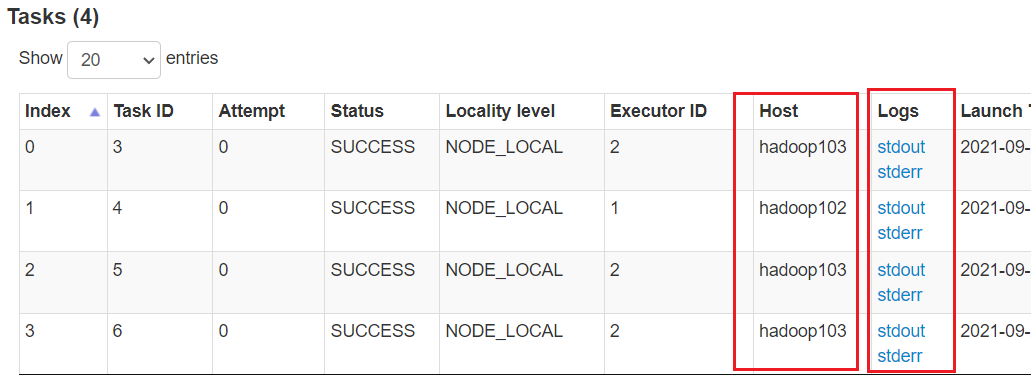 Tasks (4)
Show 20 entries
Index Task ID Attempt Status Locality level Executor ID Host Logs Launch T
0 3 0 SUCCESS NODE_LOCAL 2 hadoop103 stdout 2021-09-
stderr
1 4 0 SUCCESS NODE_LOCAL 1 hadoop102 stdout 2021-09-
stderr
2 5 0 SUCCESS NODE_LOCAL 2 hadoop103 stdout 2021-09-
stderr
3 6 0 SUCCESS NODE_LOCAL 2 hadoop103 stdout 2021-09-
stderr